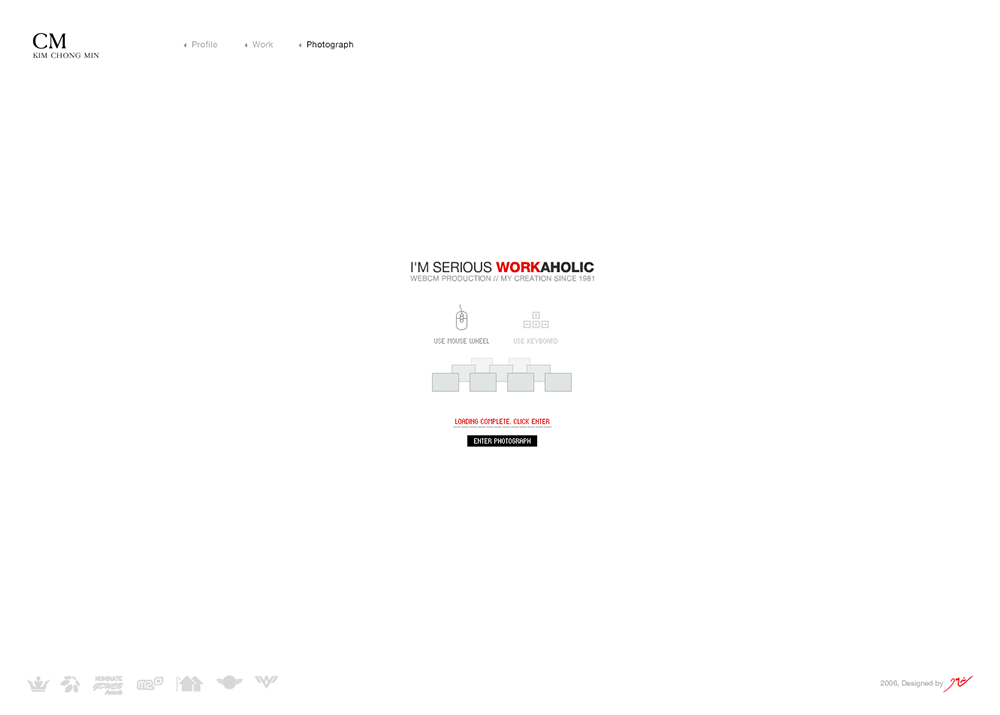 CM
KIM CHONG MIN
Profile
Work
Photograph
I'M SERIOUS WORKAHOLIC
WEBCM PRODUCTION // MY CREATION SINCE 1981
USE MOUSE WHEEL
USE KEYBOARD
LOADING COMPLETE. CLICK ENTER
ENTER PHOTOGRAPH
NOMINATE
Awards
2006, Designed by